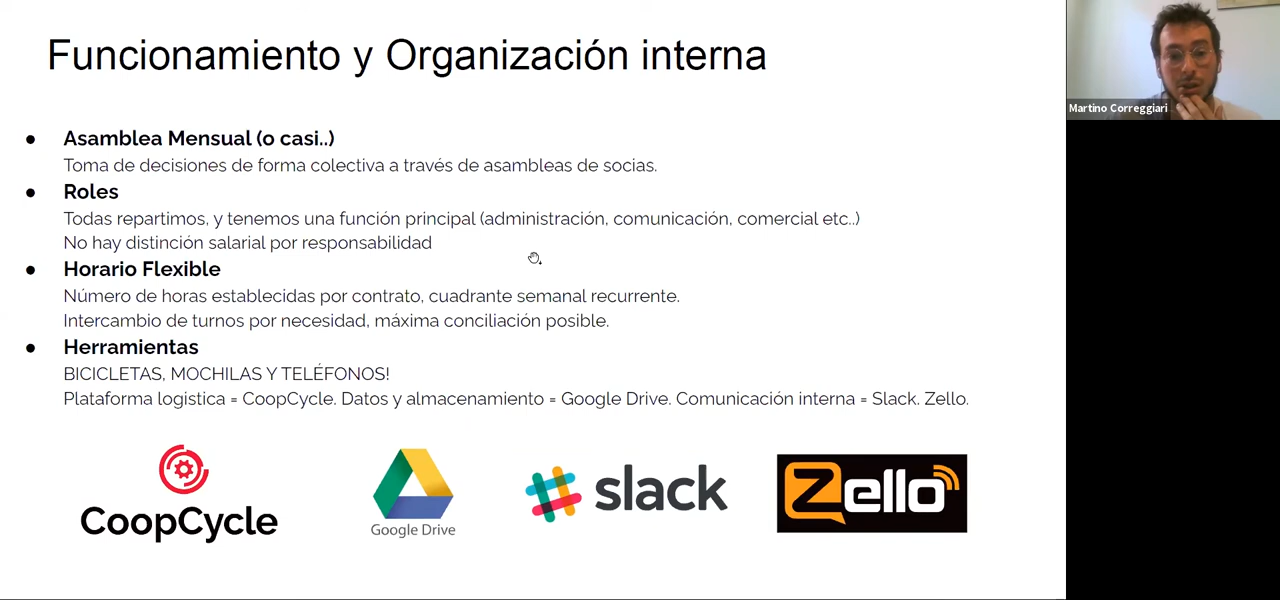 Funcionamiento y Organización interna
Martino Correggiari
● Asamblea Mensual (o casi..)
Toma de decisiones de forma colectiva a través de asambleas de socias.
● Roles
Todas repartimos, y tenemos una función principal (administración, comunicación, comercial etc..)
No hay distinción salarial por responsabilidad
● Horario Flexible
Número de horas establecidas por contrato, cuadrante semanal recurrente.
Intercambio de turnos por necesidad, máxima conciliación posible.
● Herramientas
BICICLETAS, MOCHILAS Y TELÉFONOS!
Plataforma logistica = CoopCycle. Datos y almacenamiento = Google Drive. Comunicación interna = Slack. Zello.
CoopCycle
Google Drive
slack
Zello